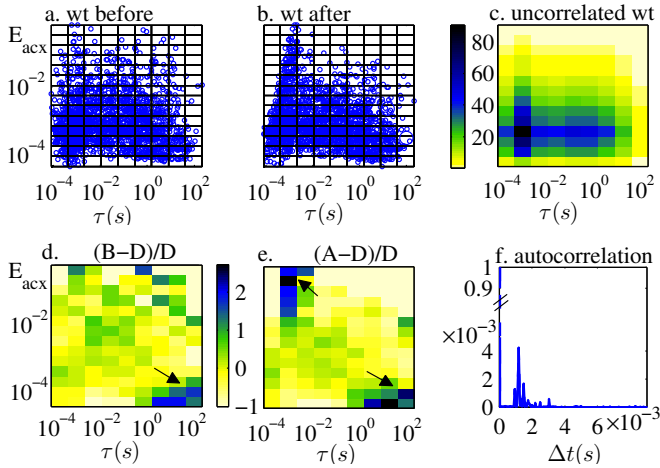 a. wt before
b. wt after
c. uncorrelated wt
E_acx
10^−2
10^−4
80
60
40
20
10^−4 10^−2 10^0 10^2
10^−4 10^−2 10^0 10^2
10^−4 10^−2 10^0 10^2
τ(s)
τ(s)
τ(s)
d. (B−D)/D
e. (A−D)/D
f. autocorrelation
E_acx
10^−2
10^−4
2
1
0
−1
1
0.9
×10^−3
4
2
0
10^−4 10^−2 10^0 10^2
10^−4 10^−2 10^0 10^2
0 2 4 6×10^−3
τ(s)
τ(s)
Δt(s)